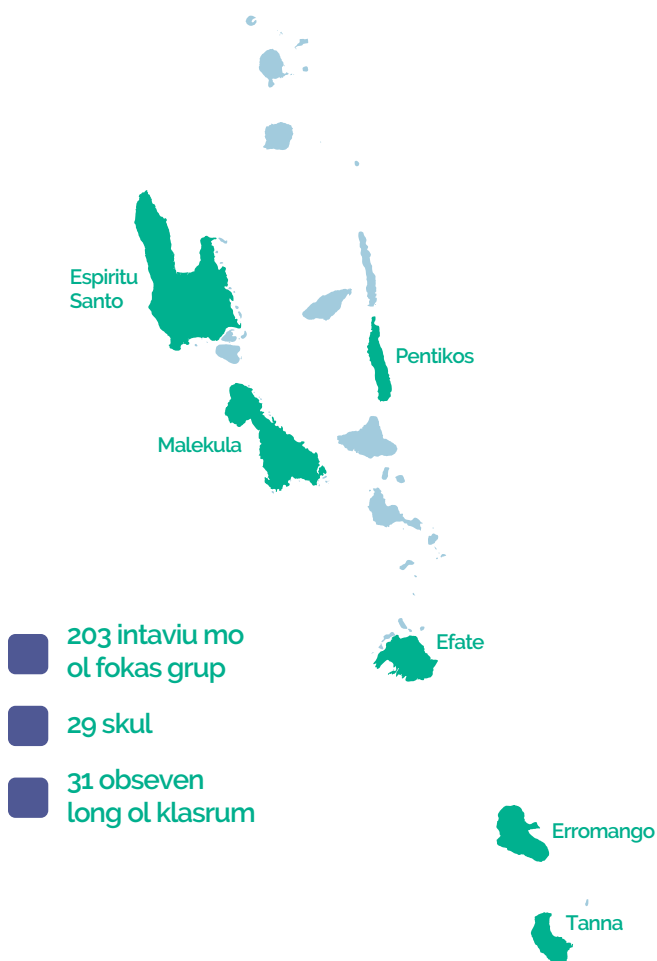 Espiritu
Santo
Pentikos
Malekula
203 intaviu mo
ol fokas grup
Efate
29 skul
31 obseven
long ol klasrum
Erromango
Tanna